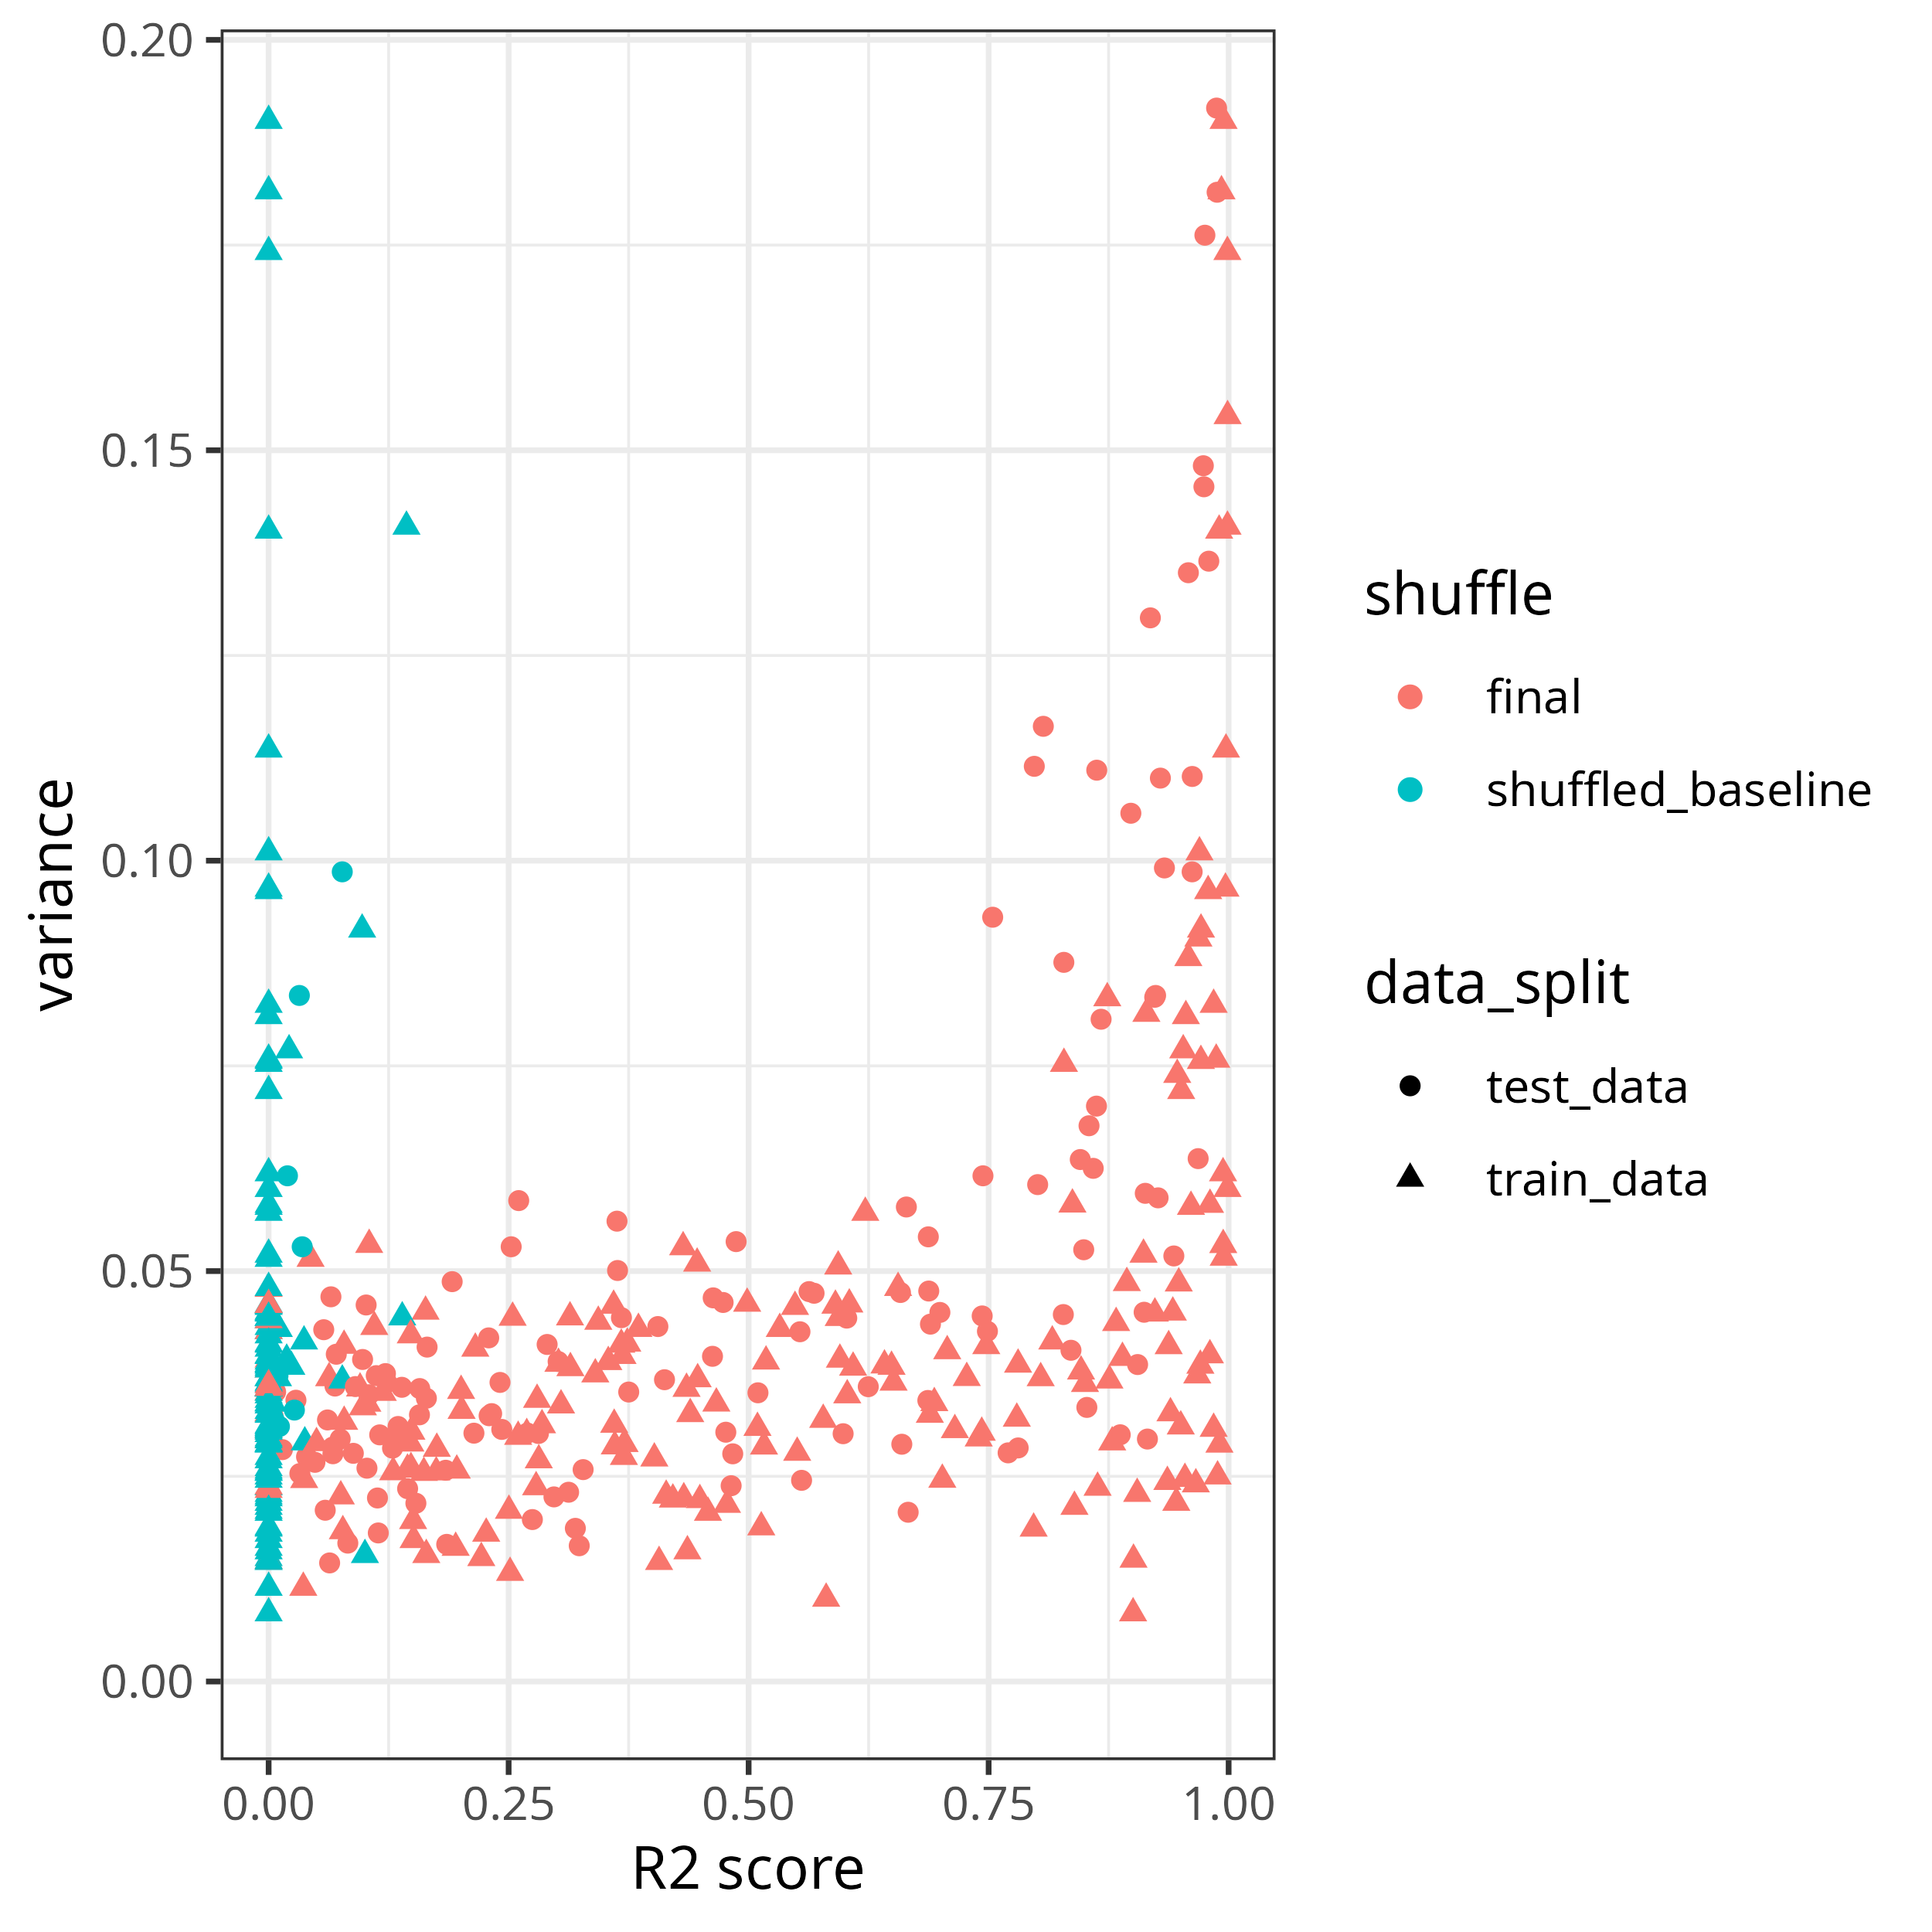 0.20
0.15
0.10
0.05
0.00
variance
0.00 0.25 0.50 0.75 1.00
R2 score
shuffle
final
shuffled_baseline
data_split
test_data
train_data